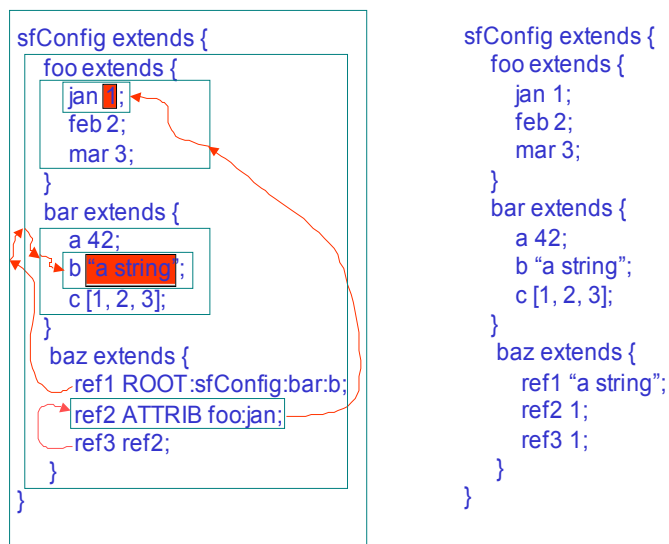 sfConfig extends {
foo extends {
jan 1;
feb 2;
mar 3;
}
bar extends {
a 42;
b “a string”;
c [1, 2, 3];
}
baz extends {
ref1 ROOT:sfConfig:bar:b;
ref2 ATTRIB foo:jan;
ref3 ref2;
}
}
sfConfig extends {
foo extends {
jan 1;
feb 2;
mar 3;
}
bar extends {
a 42;
b “a string”;
c [1, 2, 3];
}
baz extends {
ref1 “a string”;
ref2 1;
ref3 1;
}
}